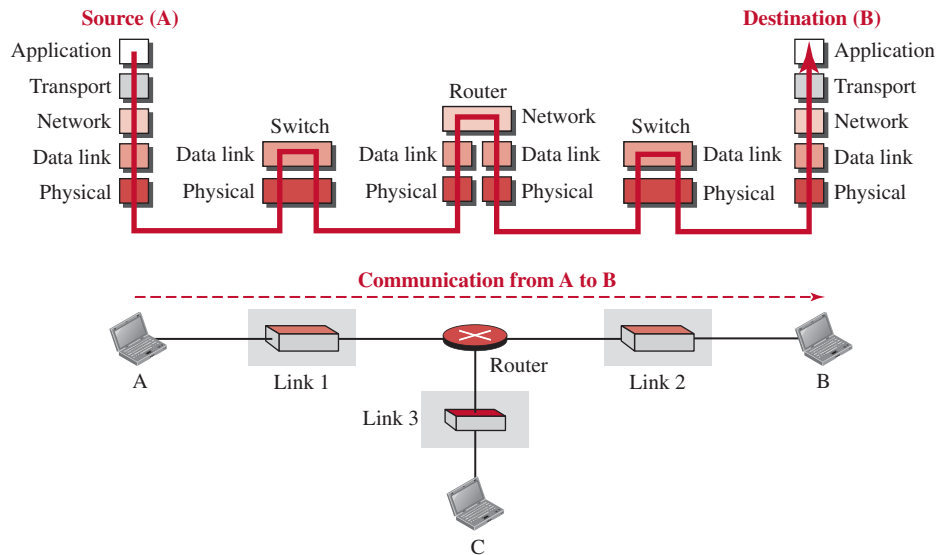 Source (A)
Destination (B)
Application
Application
Transport
Transport
Router
Network
Switch
Network
Switch
Network
Data link
Data link
Data link
Data link
Data link
Data link
Physical
Physical
Physical
Physical
Physical
Physical
Communication from A to B
A
Link 1
Router
Link 2
B
Link 3
C